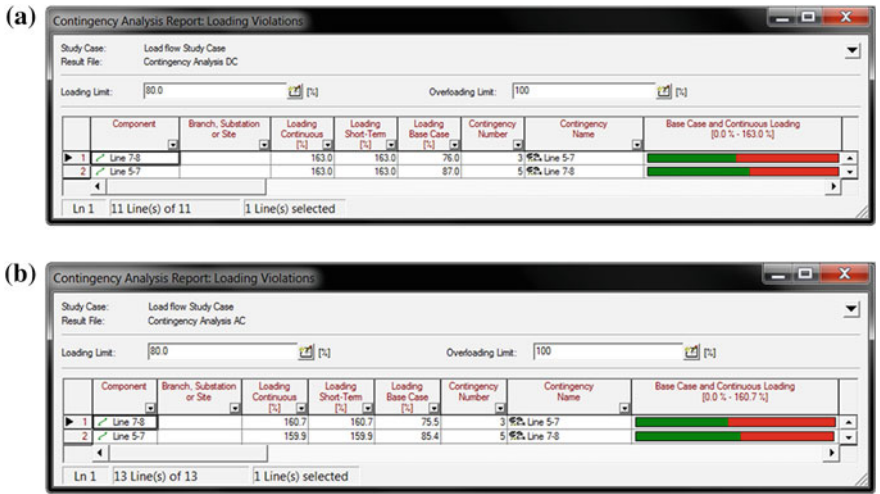 (a)
Contingency Analysis Report: Loading Violations
Study Case: Load flow Study Case
Result File: Contingency Analysis DC
Loading Limit: 80.0 [%] Overloading Limit: 100 [%]
Component Branch, Substation or Site Loading Continuous [%] Loading Short-Term [%] Loading Base Case [%] Contingency Number Contingency Name Base Case and Continuous Loading [0.0 % - 163.0 %]
1 Line 7-8 163.0 163.0 76.0 3 Line 5-7
2 Line 5-7 163.0 163.0 87.0 5 Line 7-8
Ln 1 11 Line(s) of 11 1 Line(s) selected
(b)
Contingency Analysis Report: Loading Violations
Study Case: Load flow Study Case
Result File: Contingency Analysis AC
Loading Limit: 80.0 [%] Overloading Limit: 100 [%]
Component Branch, Substation or Site Loading Continuous [%] Loading Short-Term [%] Loading Base Case [%] Contingency Number Contingency Name Base Case and Continuous Loading [0.0 % - 160.7 %]
1 Line 7-8 160.7 160.7 75.5 3 Line 5-7
2 Line 5-7 159.9 159.9 85.4 5 Line 7-8
Ln 1 13 Line(s) of 13 1 Line(s) selected